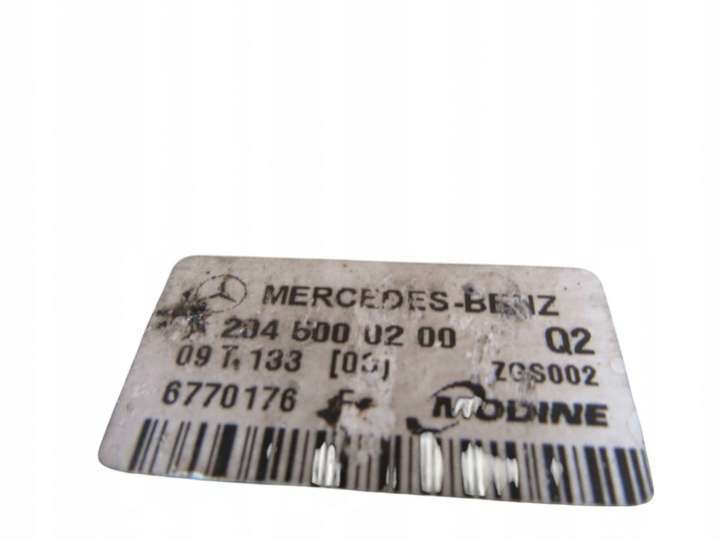 MERCEDES-BENZ
A 204 500 02 00 Q2
09 T. 133 [03] ZGS002
6770176 MODINE